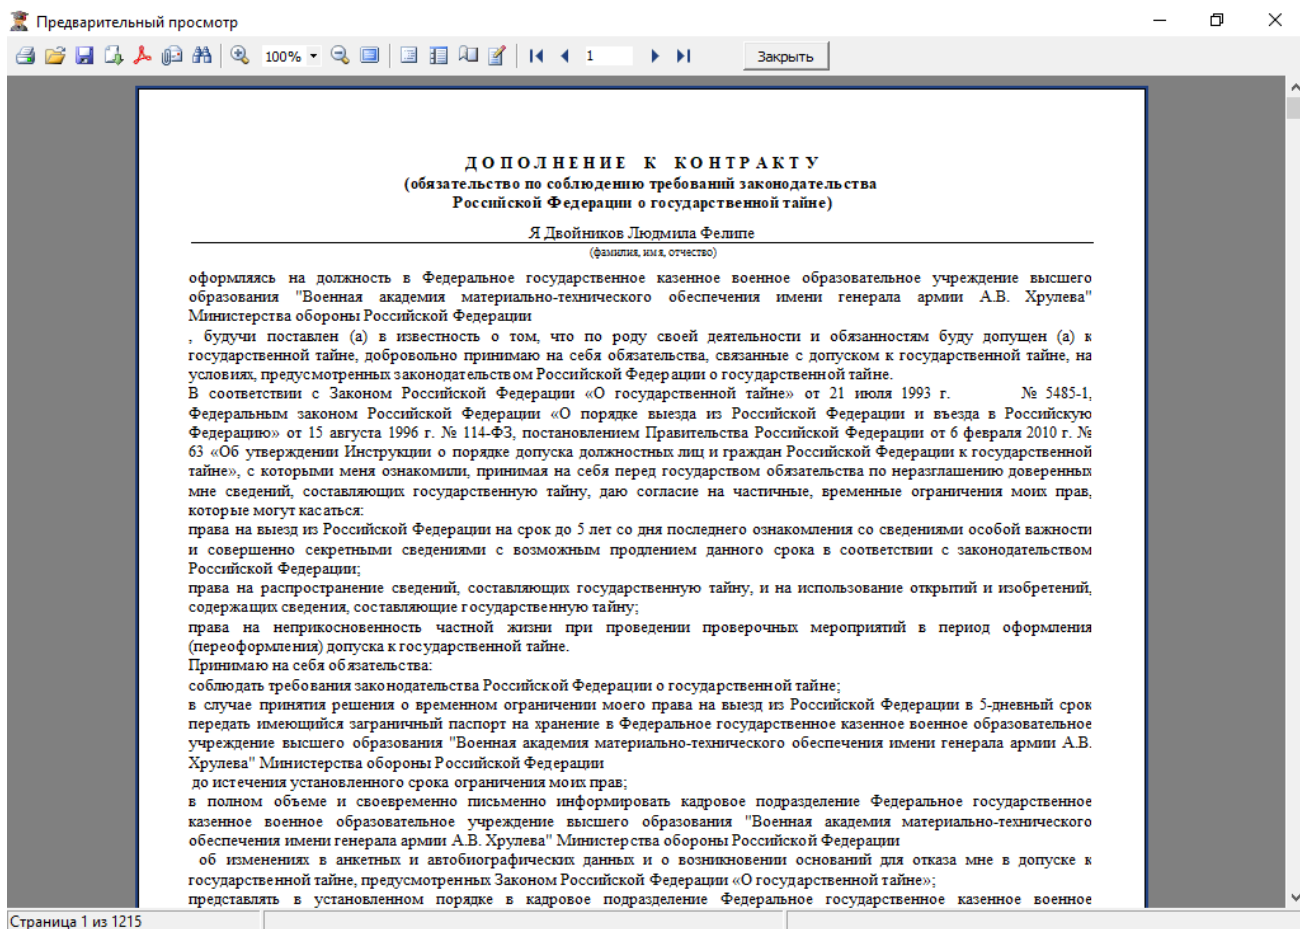 Предварительный просмотр
100%
1
Закрыть
ДОПОЛНЕНИЕ К КОНТРАКТУ
(обязательство по соблюдению требований законодательства
Российской Федерации о государственной тайне)
Я Двойников Людмила Фелипе
(фамилия, имя, отчество)
оформляясь на должность в Федеральное государственное казенное военное образовательное учреждение высшего
образования "Военная академия материально-технического обеспечения имени генерала армии А.В. Хрулева"
Министерства обороны Российской Федерации
, будучи поставлен (а) в известность о том, что по роду своей деятельности и обязанностям буду допущен (а) к
государственной тайне, добровольно принимаю на себя обязательства, связанные с допуском к государственной тайне, на
условиях, предусмотренных законодательством Российской Федерации о государственной тайне.
В соответствии с Законом Российской Федерации «О государственной тайне» от 21 июля 1993 г. № 5485-1,
Федеральным законом Российской Федерации «О порядке выезда из Российской Федерации и въезда в Российскую
Федерацию» от 15 августа 1996 г. № 114-ФЗ, постановлением Правительства Российской Федерации от 6 февраля 2010 г. №
63 «Об утверждении Инструкции о порядке допуска должностных лиц и граждан Российской Федерации к государственной
тайне», с которыми меня ознакомили, принимая на себя перед государством обязательства по неразглашению доверенных
мне сведений, составляющих государственную тайну, даю согласие на частичные, временные ограничения моих прав,
которые могут касаться:
права на выезд из Российской Федерации на срок до 5 лет со дня последнего ознакомления со сведениями особой важности
и совершенно секретными сведениями с возможным продлением данного срока в соответствии с законодательством
Российской Федерации;
права на распространение сведений, составляющих государственную тайну, и на использование открытий и изобретений,
содержащих сведения, составляющие государственную тайну;
права на неприкосновенность частной жизни при проведении проверочных мероприятий в период оформления
(переоформления) допуска к государственной тайне.
Принимаю на себя обязательства:
соблюдать требования законодательства Российской Федерации о государственной тайне;
в случае принятия решения о временном ограничении моего права на выезд из Российской Федерации в 5-дневный срок
передать имеющийся заграничный паспорт на хранение в Федеральное государственное казенное военное образовательное
учреждение высшего образования "Военная академия материально-технического обеспечения имени генерала армии А.В.
Хрулева" Министерства обороны Российской Федерации
до истечения установленного срока ограничения моих прав;
в полном объеме и своевременно письменно информировать кадровое подразделение Федеральное государственное
казенное военное образовательное учреждение высшего образования "Военная академия материально-технического
обеспечения имени генерала армии А.В. Хрулева" Министерства обороны Российской Федерации
об изменениях в анкетных и автобиографических данных и о возникновении оснований для отказа мне в допуске к
государственной тайне, предусмотренных Законом Российской Федерации «О государственной тайне»;
представлять в установленном порядке в кадровое подразделение Федеральное государственное казенное военное
Страница 1 из 1215